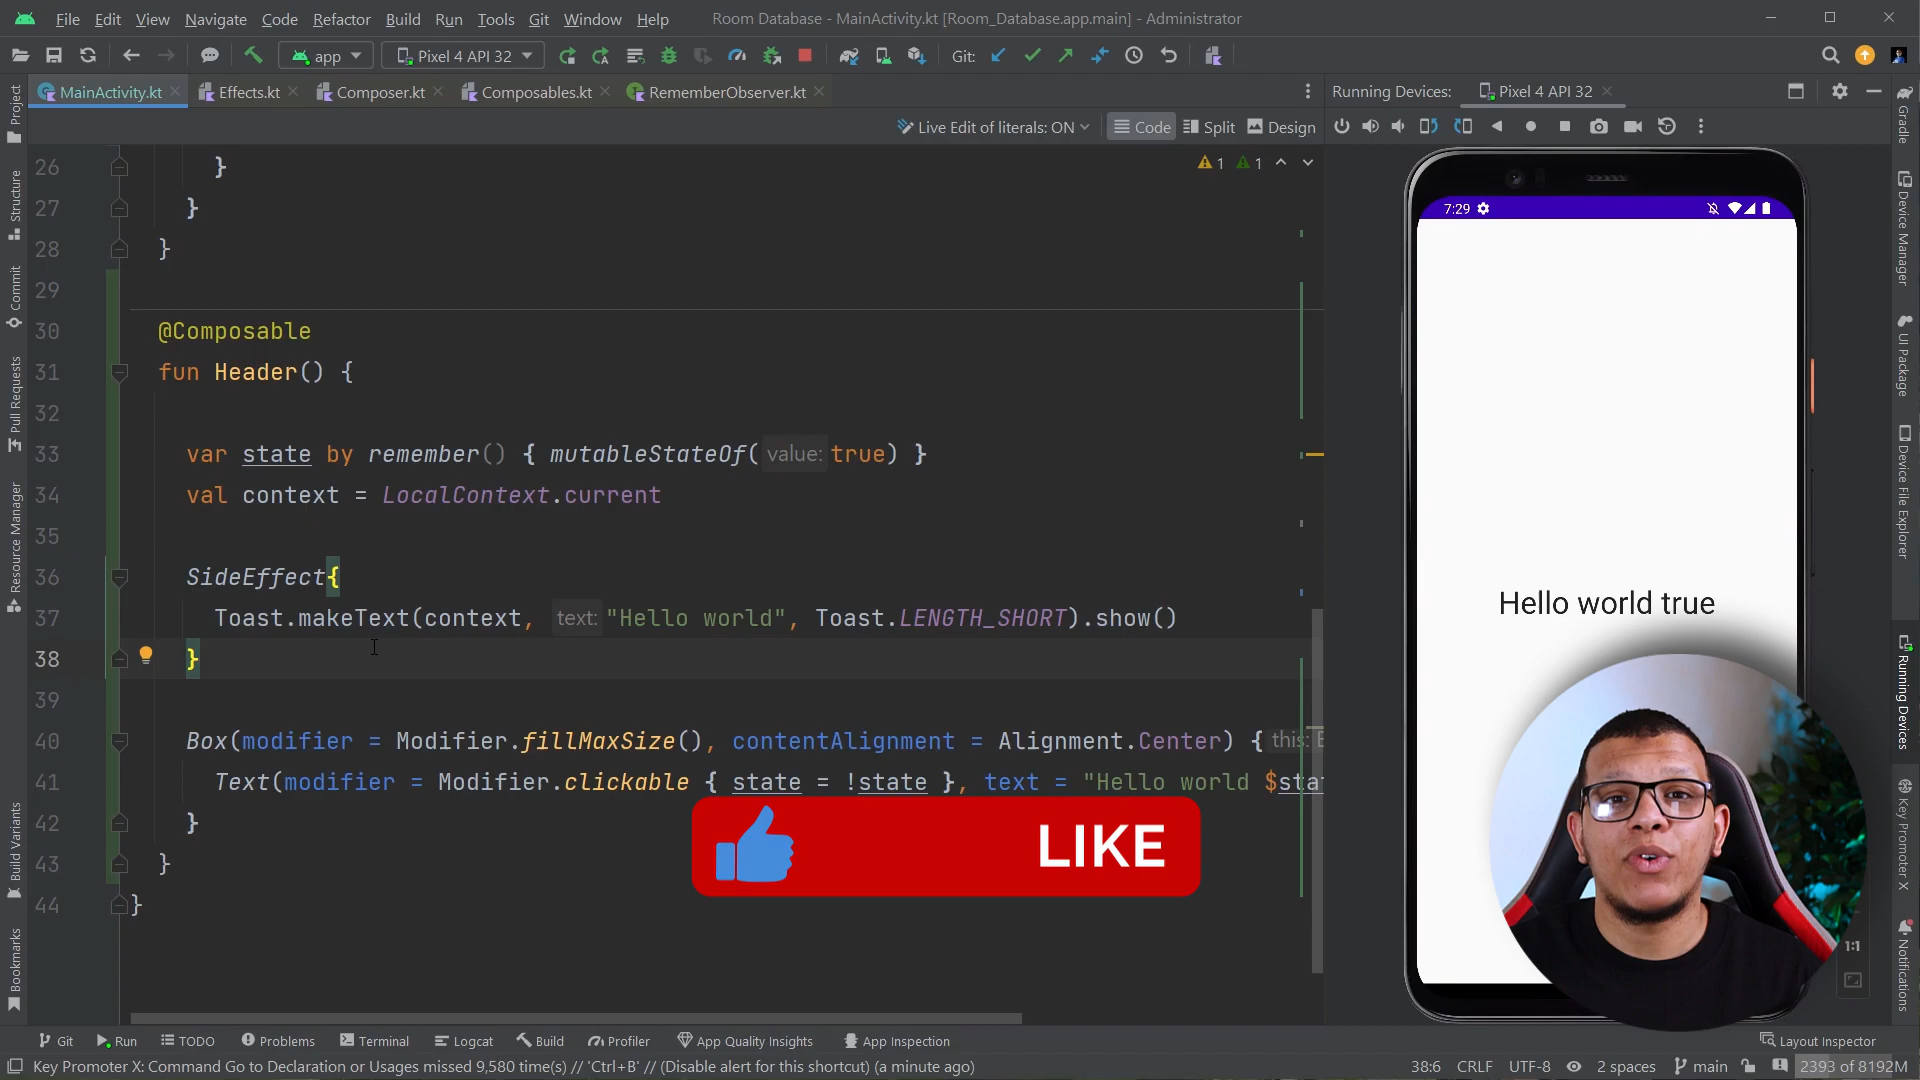 File Edit View Navigate Code Refactor Build Run Tools Git Window Help Room Database - MainActivity.kt [Room_Database.app.main] - Administrator
app Pixel 4 API 32 Git:
MainActivity.kt Effects.kt Composer.kt Composables.kt RememberObserver.kt Running Devices: Pixel 4 API 32
Live Edit of literals: ON Code Split Design
1 1
26 }
27 }
28 }
29
30 @Composable
31 fun Header() {
32
33 var state by remember() { mutableStateOf( value: true) }
34 val context = LocalContext.current
35
36 SideEffect{
37 Toast.makeText(context, text: "Hello world", Toast.LENGTH_SHORT).show()
38 }
39
40 Box(modifier = Modifier.fillMaxSize(), contentAlignment = Alignment.Center) { this:
41 Text(modifier = Modifier.clickable { state = !state }, text = "Hello world $sta
42 }
43 }
44 }
7:29
Hello world true
LIKE
1:1
Project
Structure
Commit
Pull Requests
Resource Manager
Build Variants
Bookmarks
Gradle
Device Manager
UI Package
Device File Explorer
Running Devices
Key Promoter X
Notifications
Git Run TODO Problems Terminal Logcat Build Profiler App Quality Insights App Inspection Layout Inspector
Key Promoter X: Command Go to Declaration or Usages missed 9,580 time(s) // 'Ctrl+B' // (Disable alert for this shortcut) (a minute ago) 38:6 CRLF UTF-8 2 spaces main 2393 of 8192M